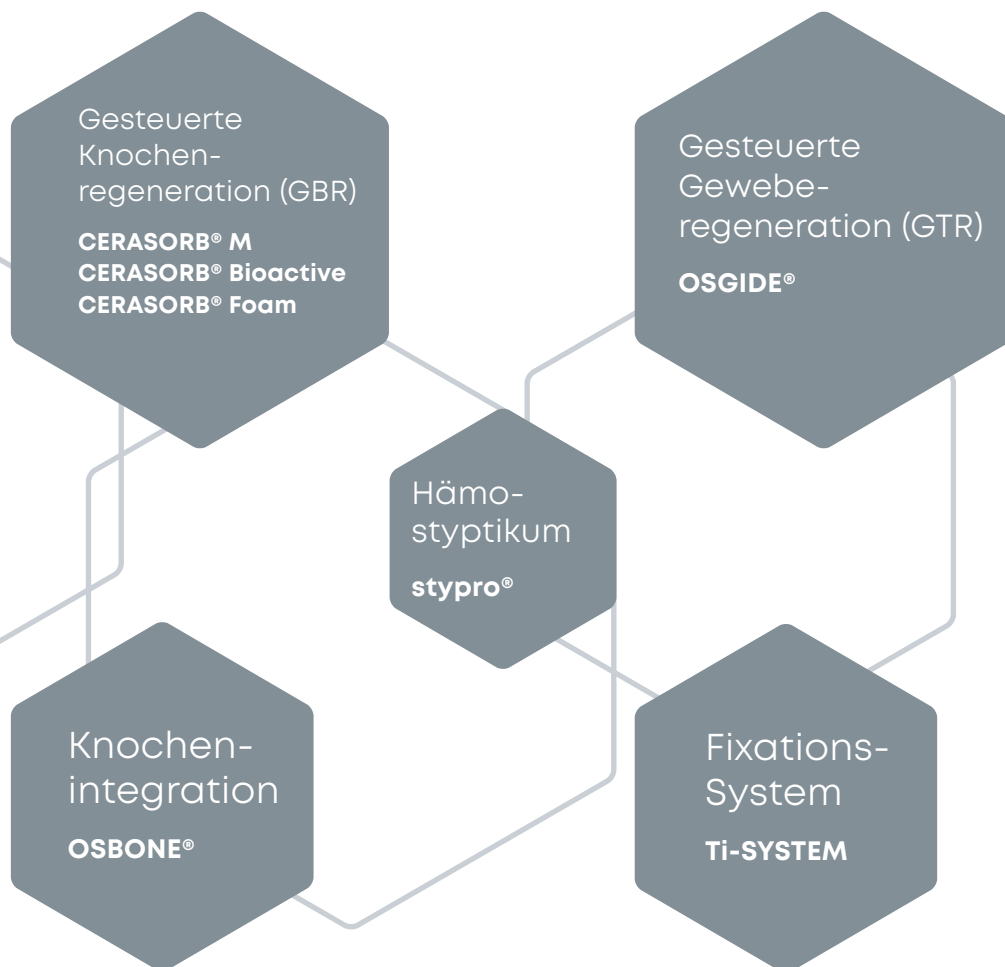 Gesteuerte
Knochen-
regeneration (GBR)
CERASORB® M
CERASORB® Bioactive
CERASORB® Foam
Gesteuerte
Gewebe-
regeneration (GTR)
OSGIDE®
Hämo-
styptikum
stypro®
Knochen-
integration
OSBONE®
Fixations-
System
Ti-SYSTEM